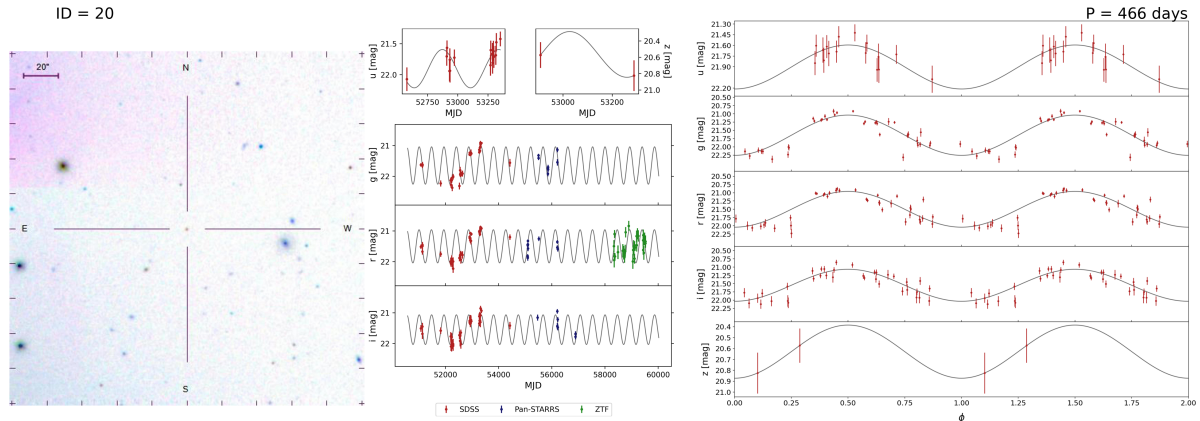 ID = 20
P = 466 days
20"
N
E
W
S
21.5
22.0
u [mag]
52750 53000 53250
MJD
20.4
20.6
20.8
21.0
z [mag]
53000 53200
MJD
21
22
g [mag]
21
22
r [mag]
21
22
i [mag]
52000 54000 56000 58000 60000
MJD
SDSS Pan-STARRS ZTF
21.30
21.45
21.60
21.75
21.90
22.20
u [mag]
20.50
20.75
21.00
21.25
21.50
21.75
22.00
22.25
g [mag]
20.50
20.75
21.00
21.25
21.50
21.75
22.00
22.25
r [mag]
20.50
20.75
21.00
21.25
21.50
21.75
22.00
22.25
i [mag]
20.4
20.5
20.6
20.7
20.8
20.9
21.0
z [mag]
0.00 0.25 0.50 0.75 1.00 1.25 1.50 1.75 2.00
ϕ